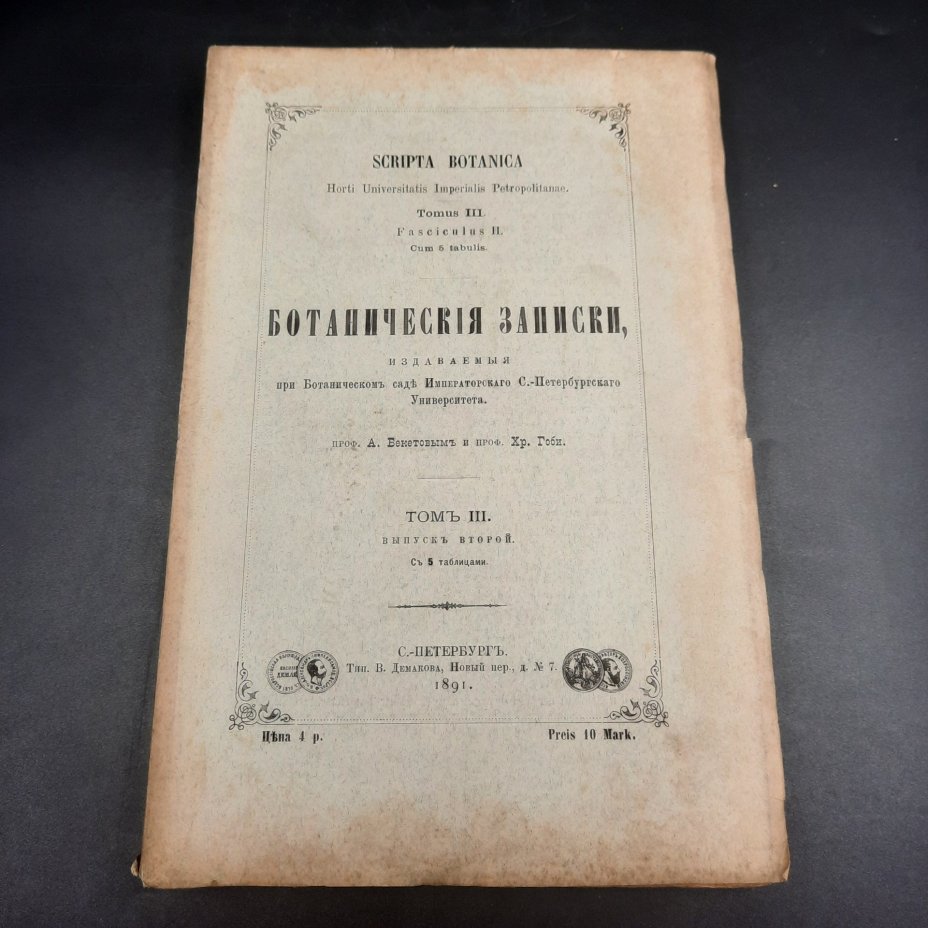 SCRIPTA BOTANICA
Horti Universitatis Imperialis Petropolitanae.
Tomus III.
Fasciculus II.
Cum 5 tabulis.
БОТАНИЧЕСКІЯ ЗАПИСКИ,
ИЗДАВАЕМЫЯ
при Ботаническомъ садѣ Императорскаго С.-Петербургскаго
Университета.
проф. А. Бекетовымъ и проф. Хр. Гоби.
ТОМЪ III.
ВЫПУСКЪ ВТОРОЙ.
Съ 5 таблицами.
С.-ПЕТЕРБУРГЪ.
Тип. В. Демакова, Новый пер., д. № 7.
1891.
Цѣна 4 р.
Preis 10 Mark.